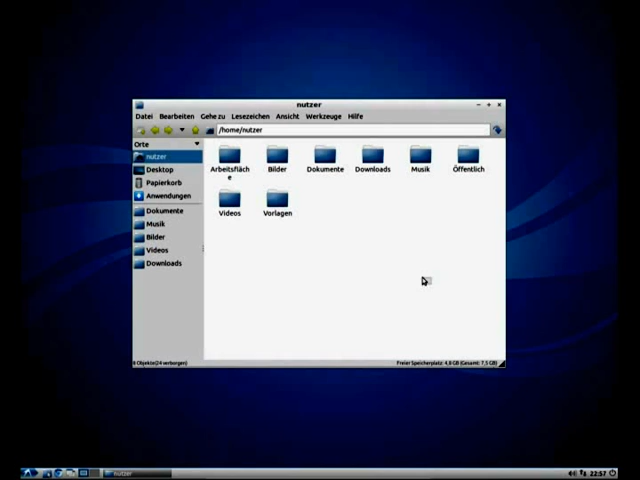 nutzer
Datei Bearbeiten Gehe zu Lesezeichen Ansicht Werkzeuge Hilfe
/home/nutzer
Orte
nutzer
Desktop
Papierkorb
Anwendungen
Dokumente
Musik
Bilder
Videos
Downloads
Arbeitsfläch
e
Bilder
Dokumente
Downloads
Musik
Öffentlich
Videos
Vorlagen
8 Objekte(24 verborgen)
Freier Speicherplatz: 4,8 GB (Gesamt: 7,5 GB)
nutzer
22:57